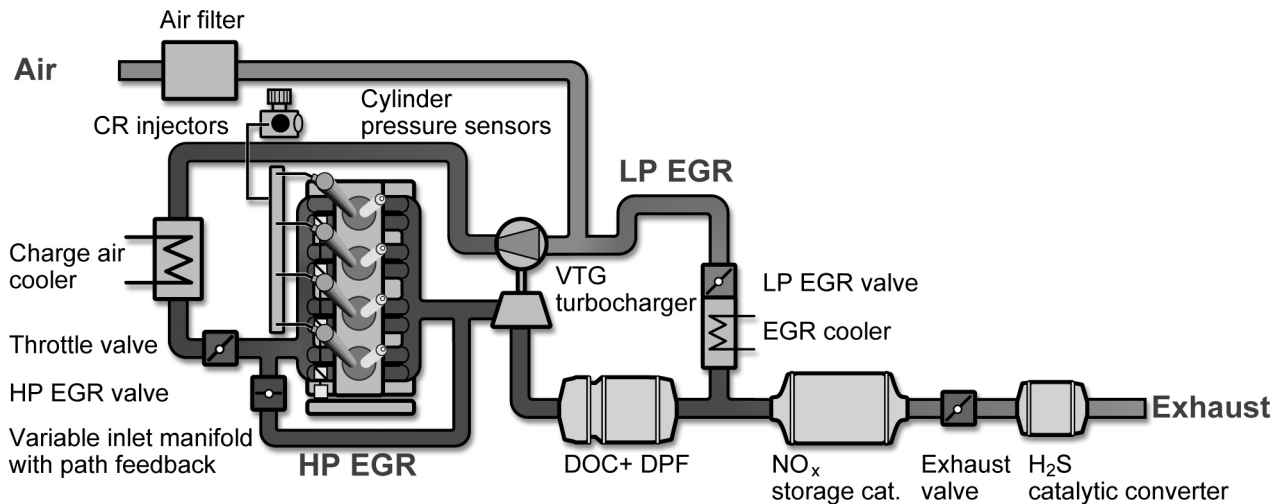 Air filter
Air
CR injectors
Cylinder
pressure sensors
LP EGR
Charge air
cooler
VTG
turbocharger
LP EGR valve
EGR cooler
Throttle valve
HP EGR valve
Variable inlet manifold
with path feedback
HP EGR
DOC+ DPF
NOₓ
storage cat.
Exhaust
valve
H₂S
catalytic converter
Exhaust